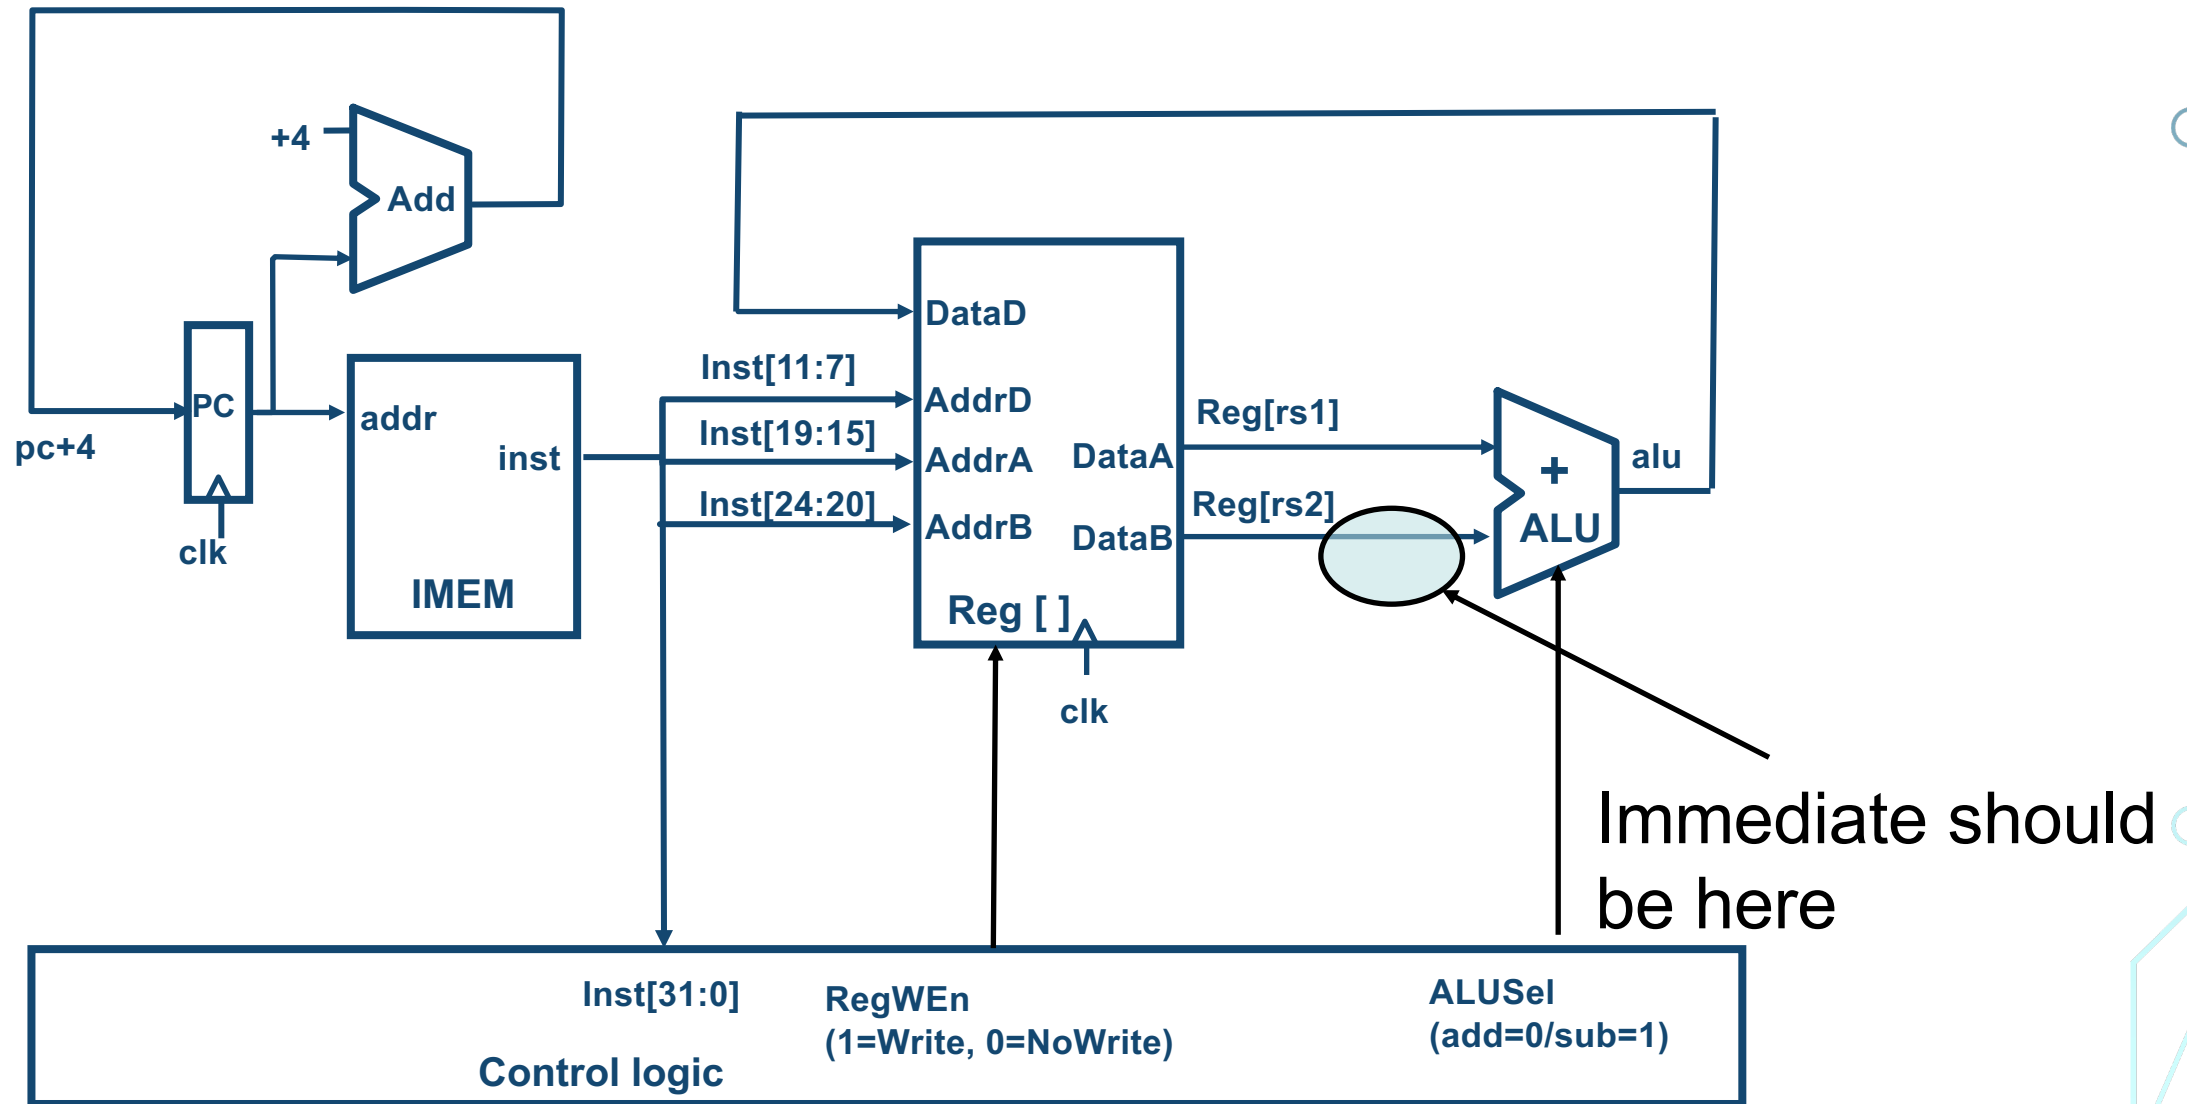 +4
Add
DataD
Inst[11:7]
PC
addr
AddrD
Reg[rs1]
pc+4
inst
Inst[19:15]
AddrA
DataA
+
alu
Inst[24:20]
AddrB
Reg[rs2]
DataB
ALU
clk
IMEM
Reg [ ]
clk
Immediate should
be here
Inst[31:0]
RegWEn
(1=Write, 0=NoWrite)
ALUSel
(add=0/sub=1)
Control logic